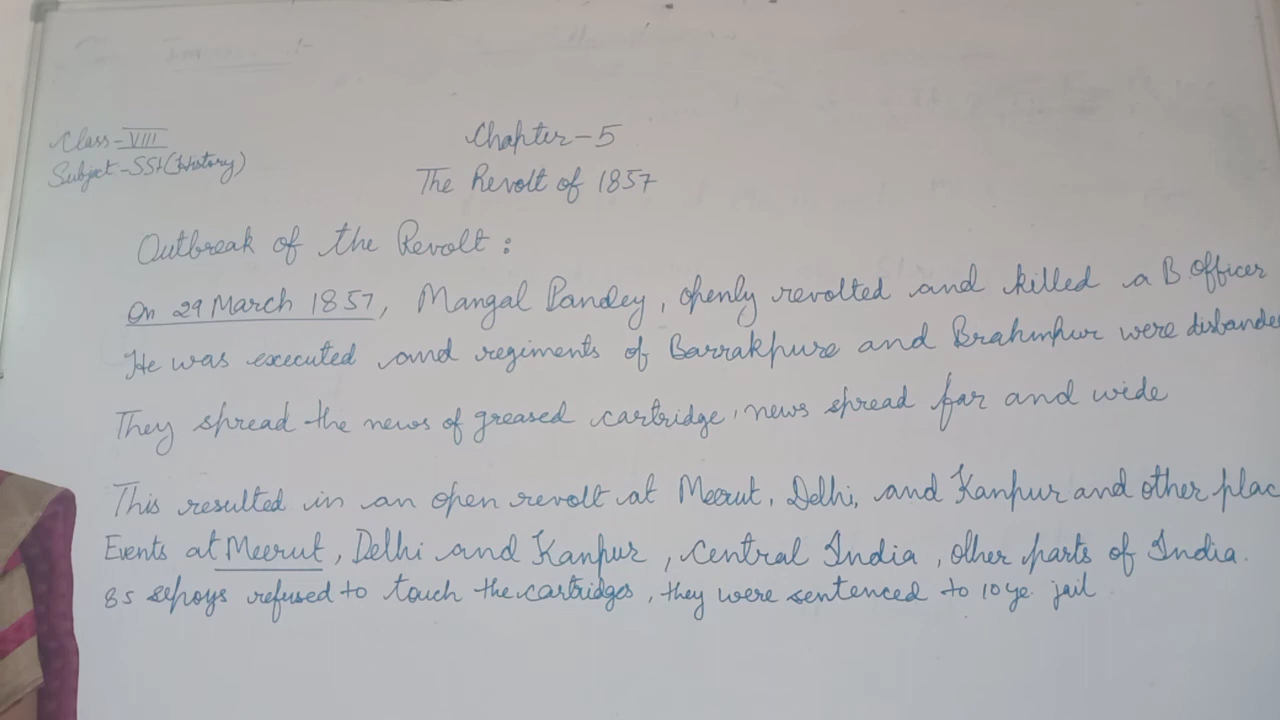 Class-VIII
Subject-SSt(History)
Chapter-5
The Revolt of 1857
Outbreak of the Revolt :
On 29 March 1857, Mangal Pandey, openly revolted and killed a B officer
He was executed and regiments of Barrakpure and Brahmpur were disbande
They spread the news of greased cartridge, news spread far and wide
This resulted in an open revolt at Meerut, Delhi, and Kanpur and other plac
Events at Meerut, Delhi and Kanpur, Central India, other parts of India.
85 sepoys refused to touch the cartridges, they were sentenced to 10 ye. jail